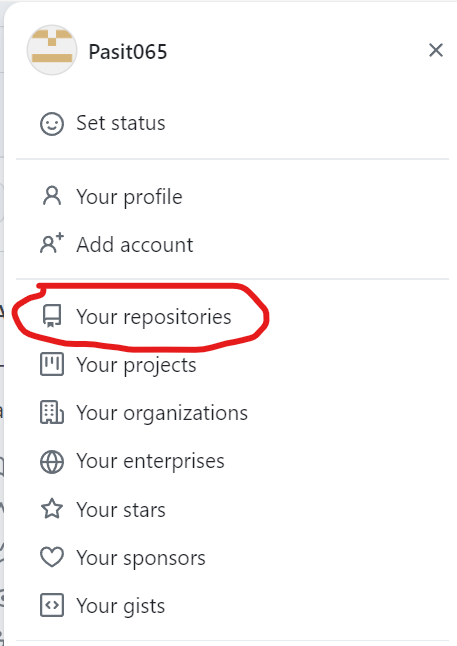 Pasit065
Set status
Your profile
Add account
Your repositories
Your projects
Your organizations
Your enterprises
Your stars
Your sponsors
Your gists